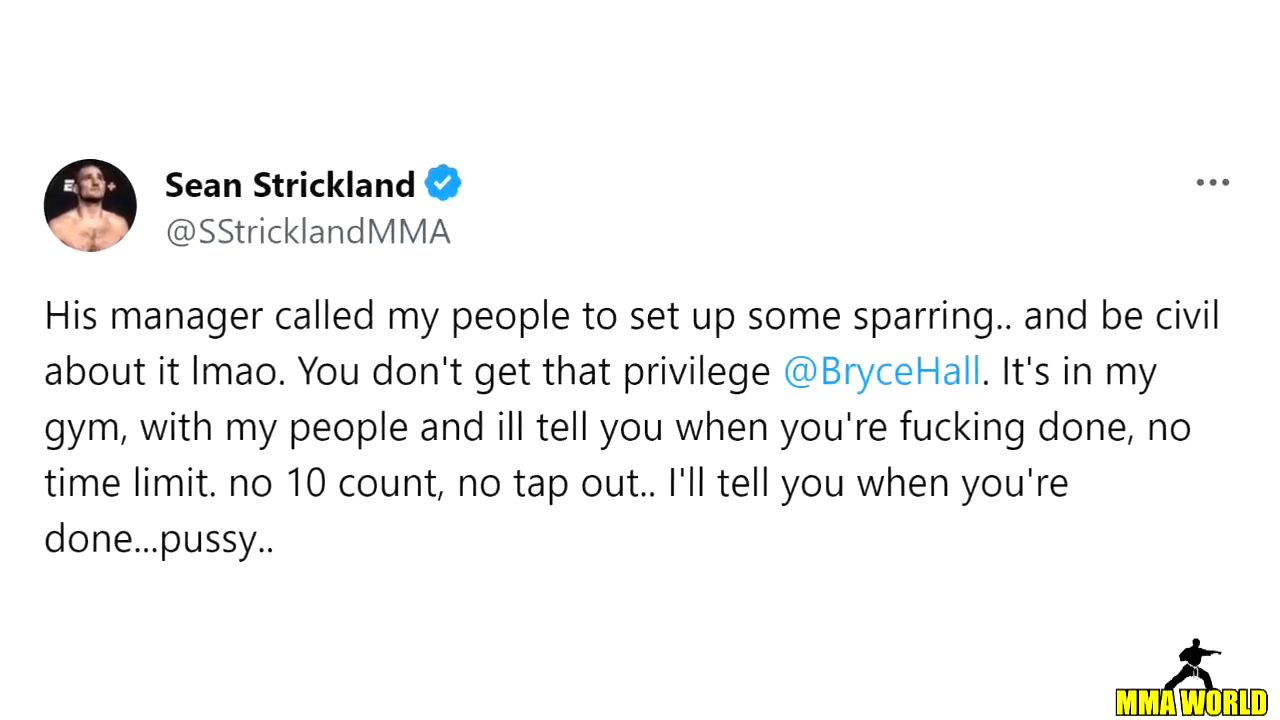 Sean Strickland
@SStricklandMMA
His manager called my people to set up some sparring.. and be civil
about it lmao. You don't get that privilege @BryceHall. It's in my
gym, with my people and ill tell you when you're fucking done, no
time limit. no 10 count, no tap out.. I'll tell you when you're
done...pussy..
MMA WORLD